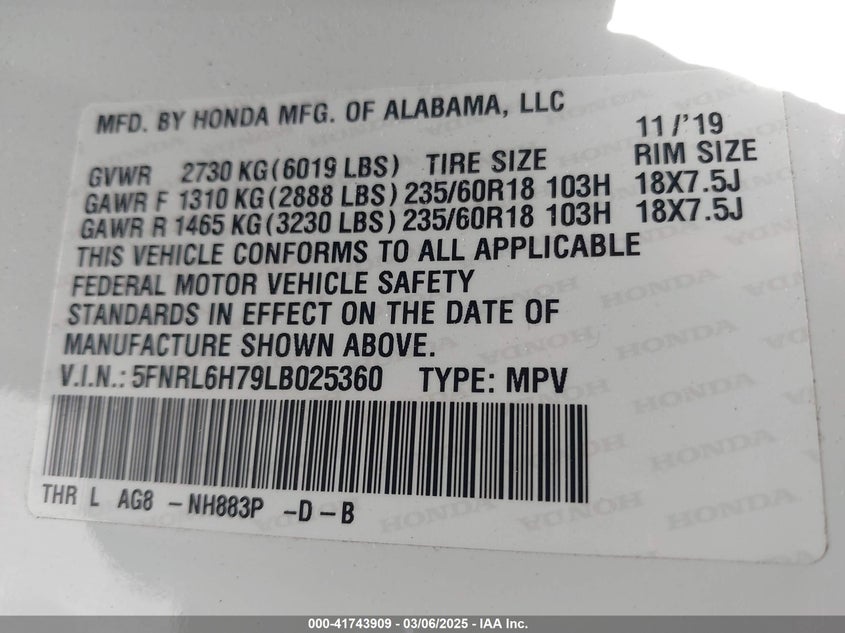 MFD. BY HONDA MFG. OF ALABAMA, LLC 11/'19
GVWR 2730 KG(6019 LBS) TIRE SIZE RIM SIZE
GAWR F 1310 KG(2888 LBS) 235/60R18 103H 18X7.5J
GAWR R 1465 KG(3230 LBS) 235/60R18 103H 18X7.5J
THIS VEHICLE CONFORMS TO ALL APPLICABLE
FEDERAL MOTOR VEHICLE SAFETY
STANDARDS IN EFFECT ON THE DATE OF
MANUFACTURE SHOWN ABOVE.
V.I.N.: 5FNRL6H79LB025360 TYPE: MPV
THR L AG8 -NH883P -D-B
000-41743909 - 03/06/2025 - IAA Inc.